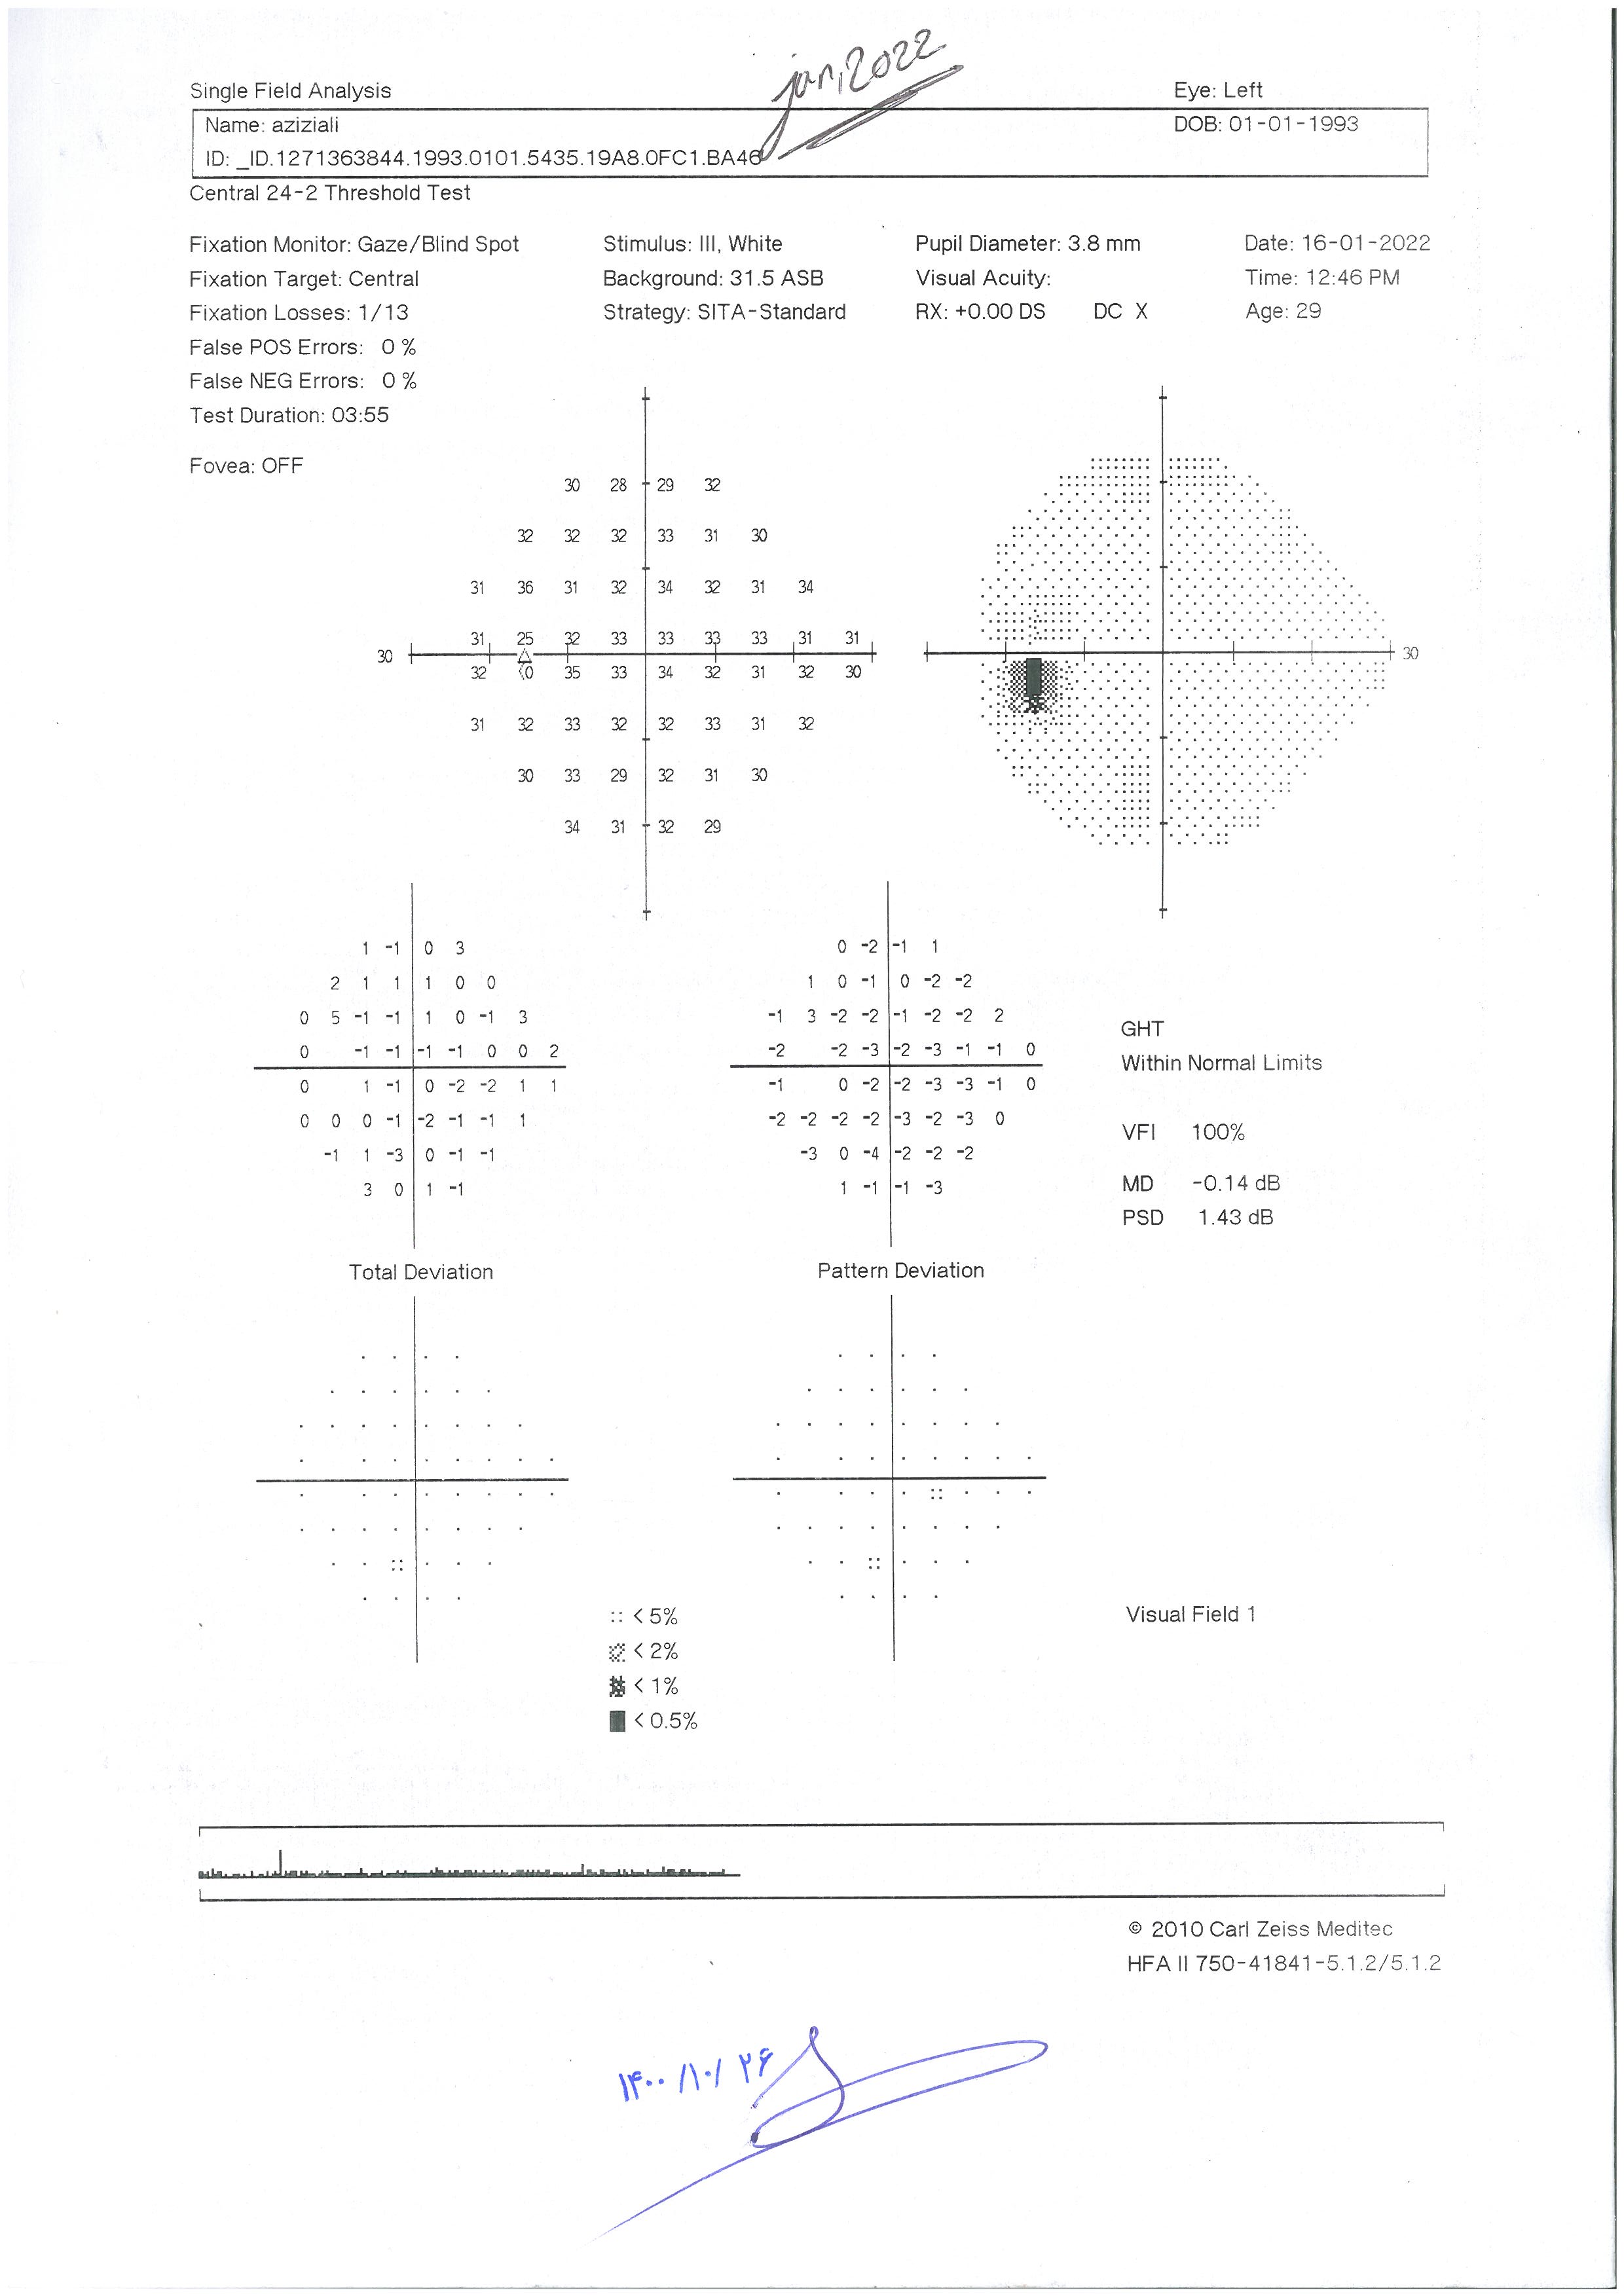 jan, 2022
Single Field Analysis
Eye: Left
Name: aziziali
DOB: 01-01-1993
ID: _ID.1271363844.1993.0101.5435.19A8.0FC1.BA46
Central 24-2 Threshold Test
Fixation Monitor: Gaze/Blind Spot
Stimulus: III, White
Pupil Diameter: 3.8 mm
Date: 16-01-2022
Fixation Target: Central
Background: 31.5 ASB
Visual Acuity:
Time: 12:46 PM
Fixation Losses: 1/13
Strategy: SITA-Standard
RX: +0.00 DS DC X
Age: 29
False POS Errors: 0 %
False NEG Errors: 0 %
Test Duration: 03:55
Fovea: OFF
30 28 29 32
32 32 32 33 31 30
31 36 31 32 34 32 31 34
31 25 32 33 33 33 33 31 31
30
30
32 <0 35 33 34 32 31 32 30
31 32 33 32 32 33 31 32
30 33 29 32 31 30
34 31 32 29
1 -1 0 3
2 1 1 1 0 0
0 5 -1 -1 1 0 -1 3
0 -1 -1 -1 -1 0 0 2
0 1 -1 0 -2 -2 1 1
0 0 0 -1 -2 -1 -1 1
-1 1 -3 0 -1 -1
3 0 1 -1
Total Deviation
0 -2 -1 1
1 0 -1 0 -2 -2
-1 3 -2 -2 -1 -2 -2 2
-2 -2 -3 -2 -3 -1 -1 0
-1 0 -2 -2 -3 -3 -1 0
-2 -2 -2 -2 -3 -2 -3 0
-3 0 -4 -2 -2 -2
1 -1 -1 -3
Pattern Deviation
GHT
Within Normal Limits
VFI 100%
MD -0.14 dB
PSD 1.43 dB
< 5%
< 2%
< 1%
< 0.5%
Visual Field 1
© 2010 Carl Zeiss Meditec
HFA II 750-41841-5.1.2/5.1.2
۱۴۰۰/۱۰/۲۶